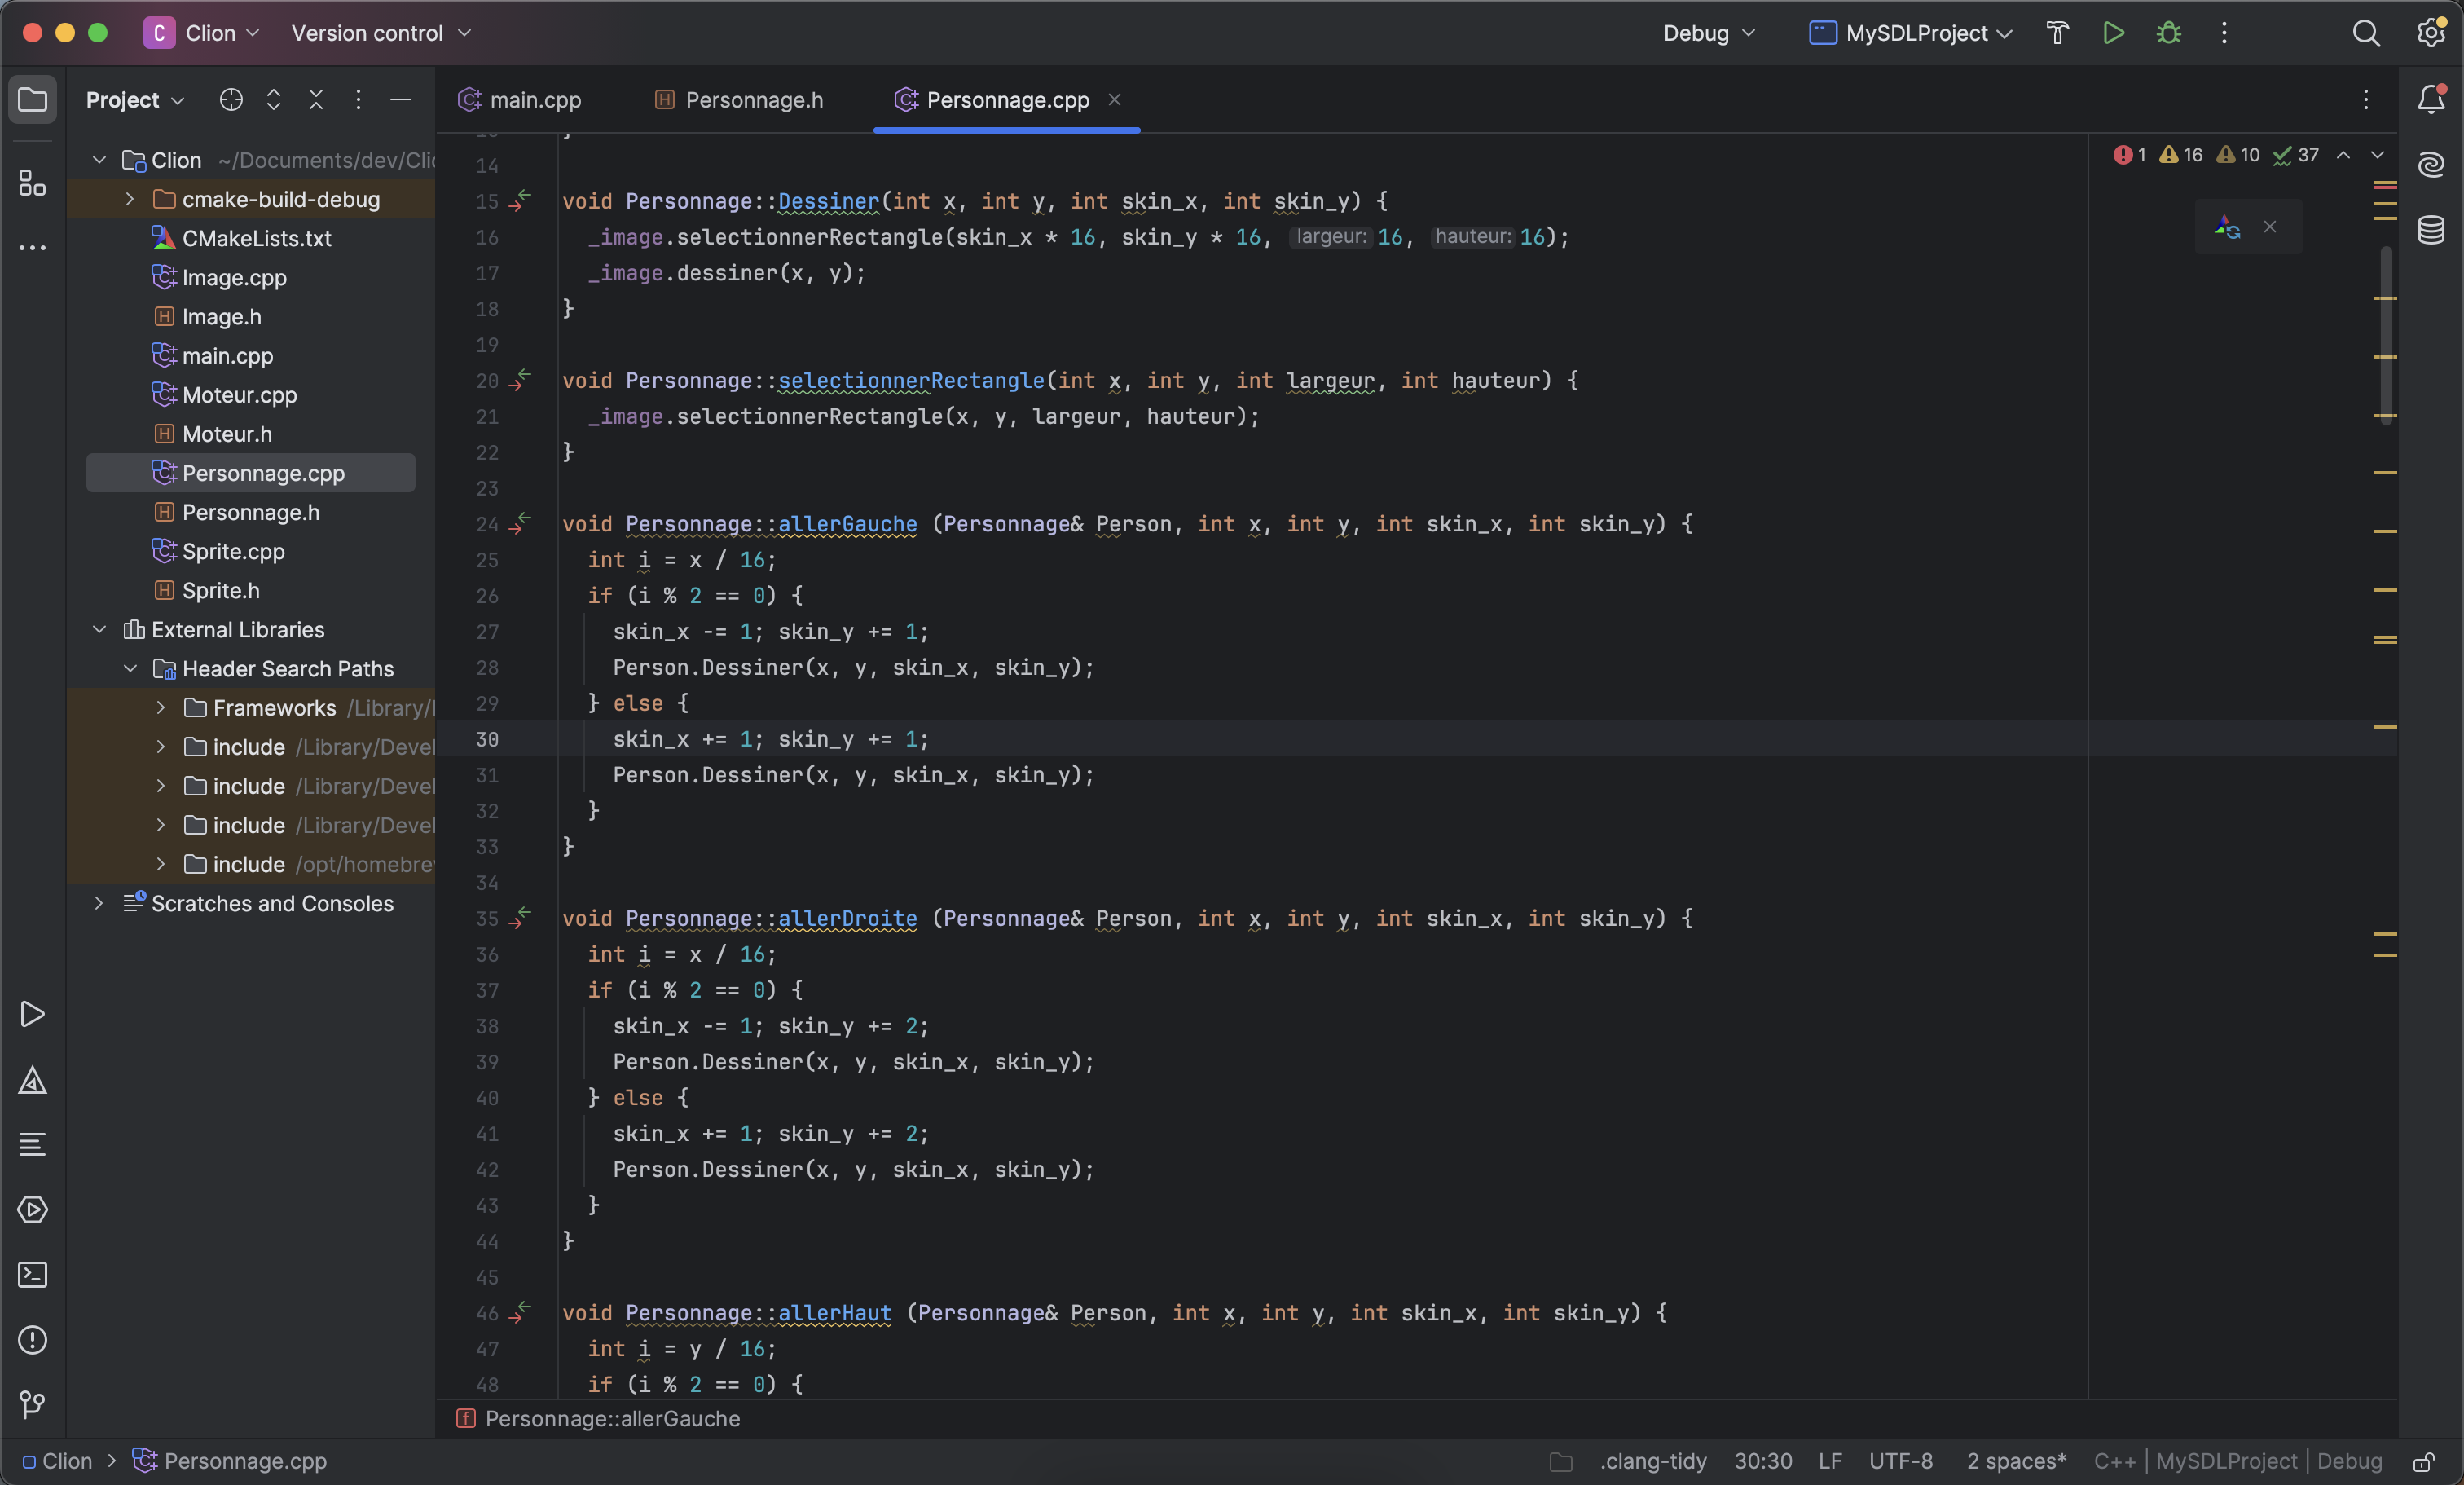 C Clion Version control Debug MySDLProject
Project
main.cpp Personnage.h Personnage.cpp
1 16 10 37
Clion ~/Documents/dev/Clic
cmake-build-debug
CMakeLists.txt
Image.cpp
Image.h
main.cpp
Moteur.cpp
Moteur.h
Personnage.cpp
Personnage.h
Sprite.cpp
Sprite.h
External Libraries
Header Search Paths
Frameworks /Library/
include /Library/Devel
include /Library/Devel
include /Library/Devel
include /opt/homebre
Scratches and Consoles
14
15 void Personnage::Dessiner(int x, int y, int skin_x, int skin_y) {
16 _image.selectionnerRectangle(skin_x * 16, skin_y * 16, largeur: 16, hauteur: 16);
17 _image.dessiner(x, y);
18 }
19
20 void Personnage::selectionnerRectangle(int x, int y, int largeur, int hauteur) {
21 _image.selectionnerRectangle(x, y, largeur, hauteur);
22 }
23
24 void Personnage::allerGauche (Personnage& Person, int x, int y, int skin_x, int skin_y) {
25 int i = x / 16;
26 if (i % 2 == 0) {
27 skin_x -= 1; skin_y += 1;
28 Person.Dessiner(x, y, skin_x, skin_y);
29 } else {
30 skin_x += 1; skin_y += 1;
31 Person.Dessiner(x, y, skin_x, skin_y);
32 }
33 }
34
35 void Personnage::allerDroite (Personnage& Person, int x, int y, int skin_x, int skin_y) {
36 int i = x / 16;
37 if (i % 2 == 0) {
38 skin_x -= 1; skin_y += 2;
39 Person.Dessiner(x, y, skin_x, skin_y);
40 } else {
41 skin_x += 1; skin_y += 2;
42 Person.Dessiner(x, y, skin_x, skin_y);
43 }
44 }
45
46 void Personnage::allerHaut (Personnage& Person, int x, int y, int skin_x, int skin_y) {
47 int i = y / 16;
48 if (i % 2 == 0) {
f Personnage::allerGauche
Clion > Personnage.cpp .clang-tidy 30:30 LF UTF-8 2 spaces* C++ | MySDLProject | Debug